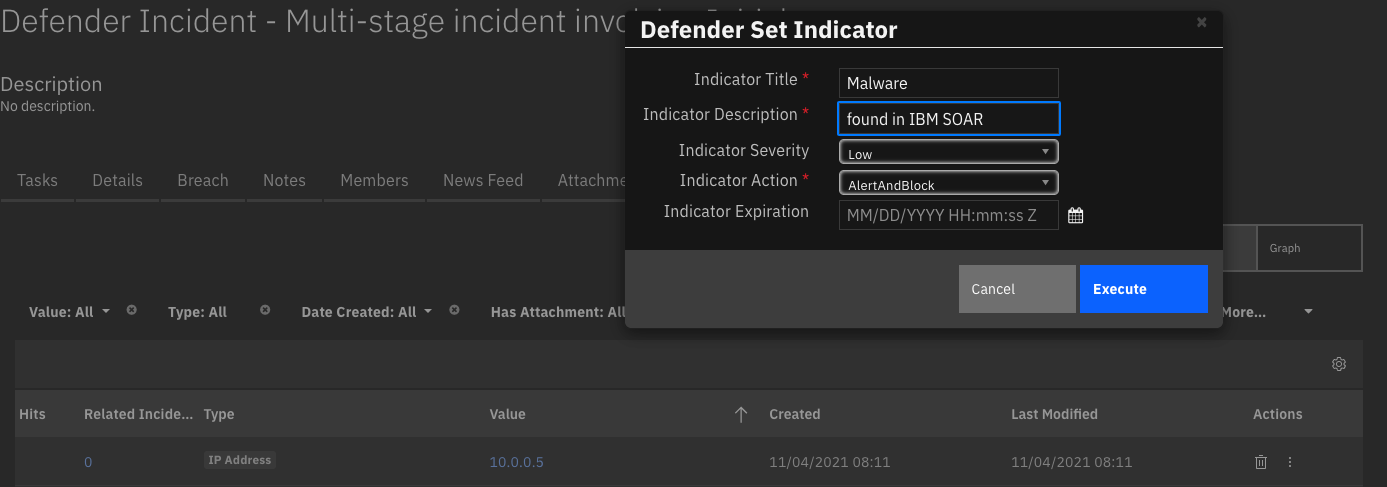 Defender Incident - Multi-stage incident
Description
No description.
Tasks Details Breach Notes Members News Feed
Graph
Value: All Type: All Date Created: All Has Attachment: All More...
Hits Related Incide... Type Value Created Last Modified Actions
0 IP Address 10.0.0.5 11/04/2021 08:11 11/04/2021 08:11
Defender Set Indicator
Indicator Title * Malware
Indicator Description * found in IBM SOAR
Indicator Severity Low
Indicator Action * AlertAndBlock
Indicator Expiration MM/DD/YYYY HH:mm:ss Z
Cancel Execute